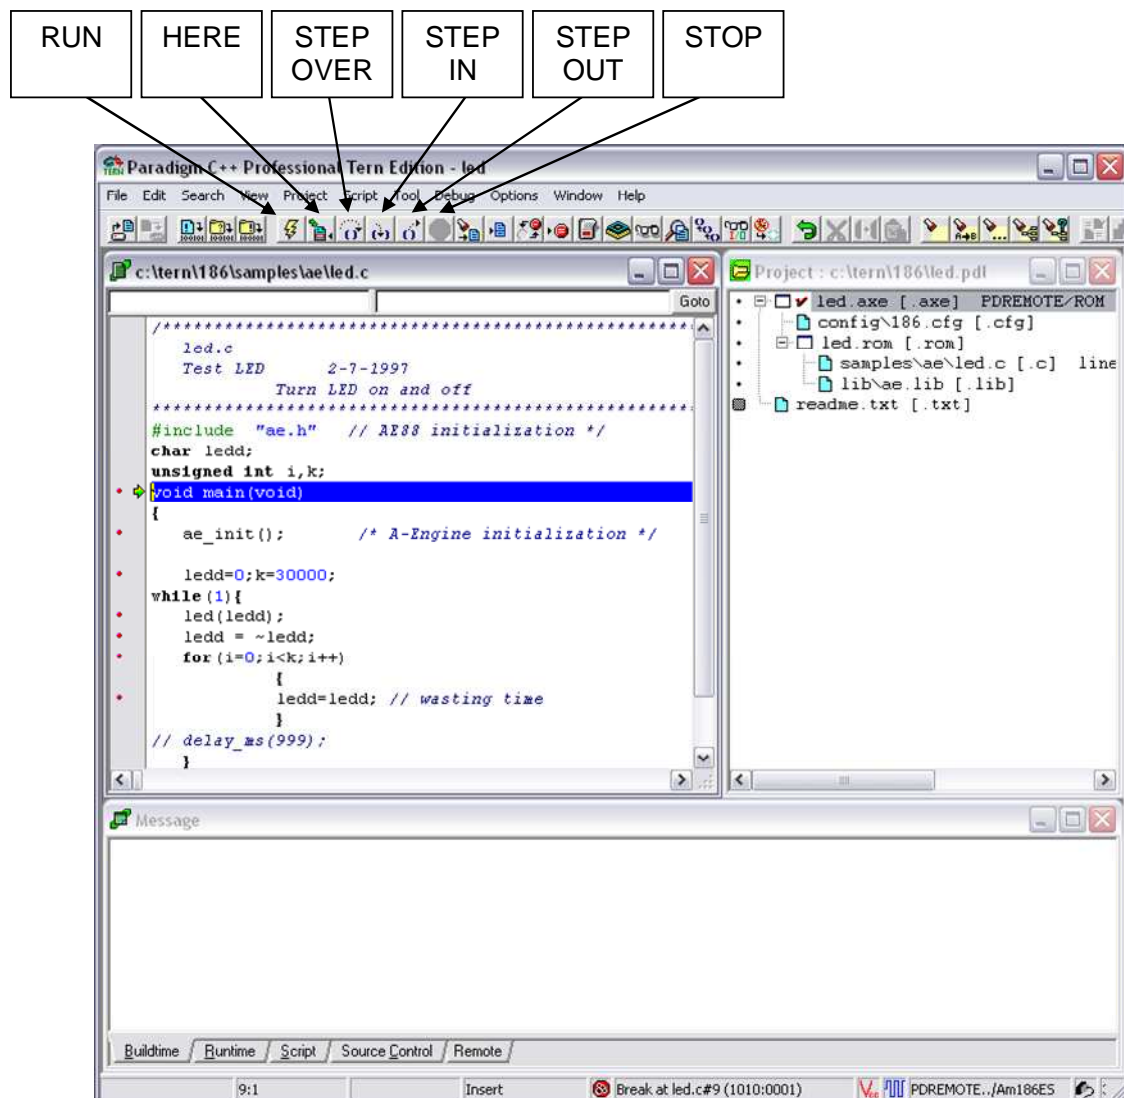 RUN HERE STEP OVER STEP IN STEP OUT STOP
Paradigm C++ Professional Tern Edition - led
File Edit Search View Project Script Tool Debug Options Window Help
c:\tern\186\samples\ae\led.c
Goto
/****************************************************
led.c
Test LED 2-7-1997
Turn LED on and off
****************************************************
#include "ae.h" // AE88 initialization */
char ledd;
unsigned int i,k;
void main(void)
{
ae_init(); /* A-Engine initialization */
ledd=0;k=30000;
while(1){
led(ledd);
ledd = ~ledd;
for(i=0;i<k;i++)
{
ledd=ledd; // wasting time
}
// delay_ms(999);
}
Project : c:\tern\186\led.pdl
led.axe [.axe] PDREMOTE/ROM
config\186.cfg [.cfg]
led.rom [.rom]
samples\ae\led.c [.c] line
lib\ae.lib [.lib]
readme.txt [.txt]
Message
Buildtime Runtime Script Source Control Remote
9:1 Insert Break at led.c#9 (1010:0001) Vcc PDREMOTE../Am186ES